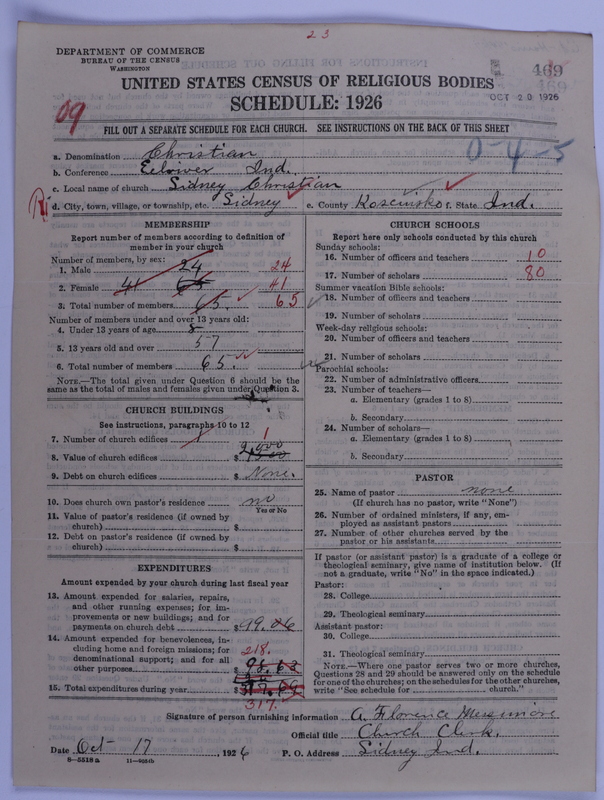 23
DEPARTMENT OF COMMERCE
BUREAU OF THE CENSUS
WASHINGTON
469
UNITED STATES CENSUS OF RELIGIOUS BODIES
OCT 20 1926
SCHEDULE: 1926
09
FILL OUT A SEPARATE SCHEDULE FOR EACH CHURCH. SEE INSTRUCTIONS ON THE BACK OF THIS SHEET
0-4-5
a. Denomination Christian
b. Conference Eelriver Ind.
c. Local name of church Sidney Christian
d. City, town, village, or township, etc. Sidney e. County Kosciusko f. State Ind.
MEMBERSHIP
Report number of members according to definition of
member in your church
Number of members, by sex:
1. Male 24 24
2. Female 41 65 41
3. Total number of members 65 65
Number of members under and over 13 years old:
4. Under 13 years of age 8
5. 13 years old and over 57
6. Total number of members 65.
NOTE.—The total given under Question 6 should be the
same as the total of males and females given under Question 3.
CHURCH BUILDINGS
See instructions, paragraphs 10 to 12
7. Number of church edifices 1 1
8. Value of church edifices $ 2,000
9. Debt on church edifices $ None.
10. Does church own pastor's residence no
Yes or No
11. Value of pastor's residence (if owned by
church) $
12. Debt on pastor's residence (if owned by
church) $
EXPENDITURES
Amount expended by your church during last fiscal year
13. Amount expended for salaries, repairs,
and other running expenses; for im-
provements or new buildings; and for
payments on church debt $
14. Amount expended for benevolences, in-
cluding home and foreign missions; for 218.
denominational support; and for all
other purposes $ 98.62
15. Total expenditures during year $
317.
CHURCH SCHOOLS
Report here only schools conducted by this church
Sunday schools:
16. Number of officers and teachers 10
17. Number of scholars 80
Summer vacation Bible schools:
18. Number of officers and teachers
19. Number of scholars
Week-day religious schools:
20. Number of officers and teachers
21. Number of scholars
Parochial schools:
22. Number of administrative officers
23. Number of teachers—
a. Elementary (grades 1 to 8)
b. Secondary
24. Number of scholars—
a. Elementary (grades 1 to 8)
b. Secondary
PASTOR
25. Name of pastor none
(If church has no pastor, write "None")
26. Number of ordained ministers, if any, em-
ployed as assistant pastors
27. Number of other churches served by the
pastor or his assistants
If pastor (or assistant pastor) is a graduate of a college or
theological seminary, give name of institution below. (If
not a graduate, write "No" in the space indicated.)
Pastor:
28. College
29. Theological seminary
Assistant pastor:
30. College
31. Theological seminary
NOTE.—Where one pastor serves two or more churches,
Questions 28 and 29 should be answered only on the schedule
for one of the churches; on the schedules for the other churches,
write "See schedule for church."
Signature of person furnishing information A. Florence
Official title Church Clerk.
Date Oct 17, 1926 P. O. Address Sidney Ind.
8—5518 a